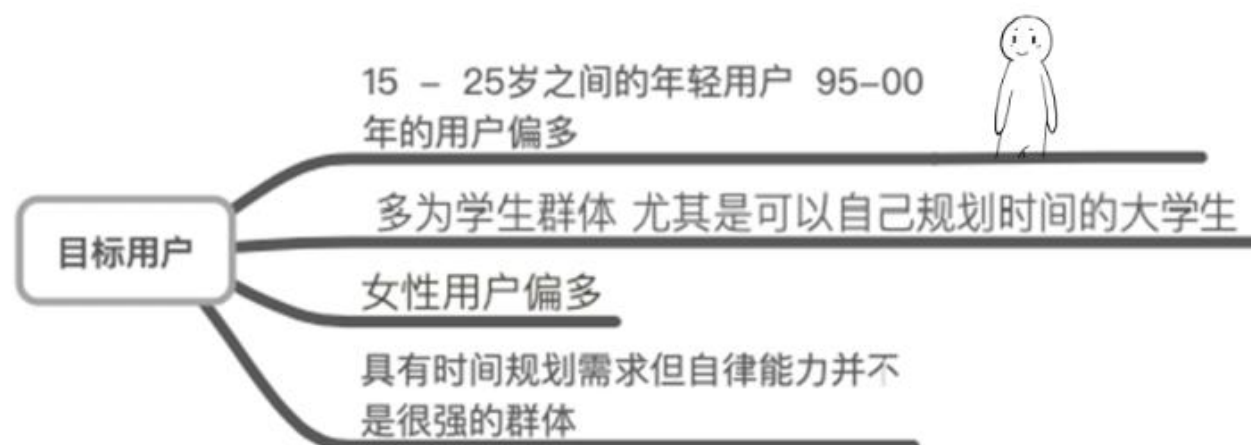 15 – 25岁之间的年轻用户 95–00
年的用户偏多
多为学生群体 尤其是可以自己规划时间的大学生
目标用户
女性用户偏多
具有时间规划需求但自律能力并不
是很强的群体